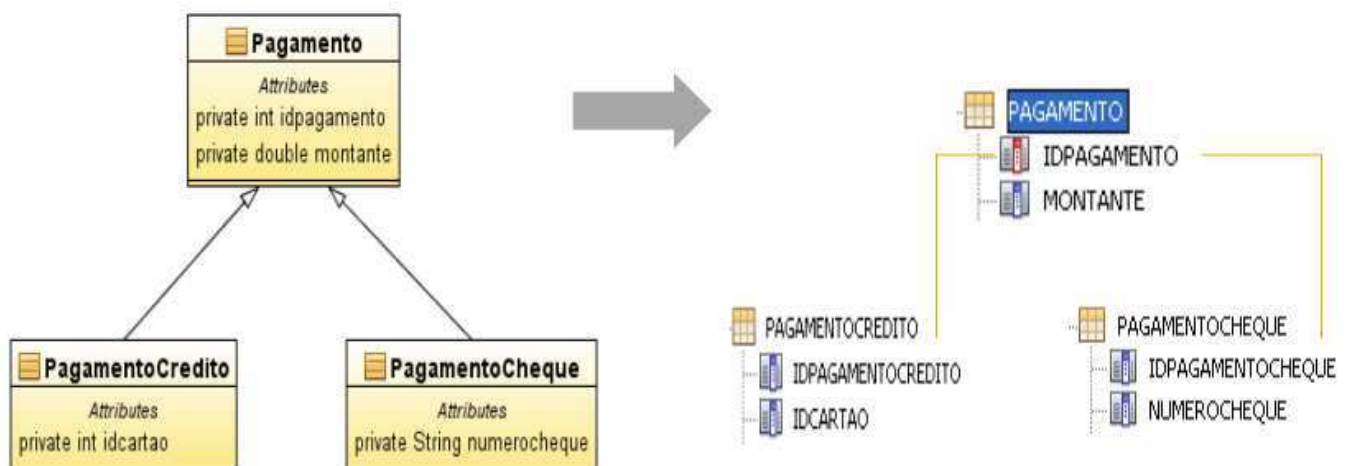 Pagamento
Attributes
private int idpagamento
private double montante
PagamentoCredito
Attributes
private int idcartao
PagamentoCheque
Attributes
private String numerocheque
PAGAMENTO
IDPAGAMENTO
MONTANTE
PAGAMENTOCREDITO
IDPAGAMENTOCREDITO
IDCARTAO
PAGAMENTOCHEQUE
IDPAGAMENTOCHEQUE
NUMEROCHEQUE